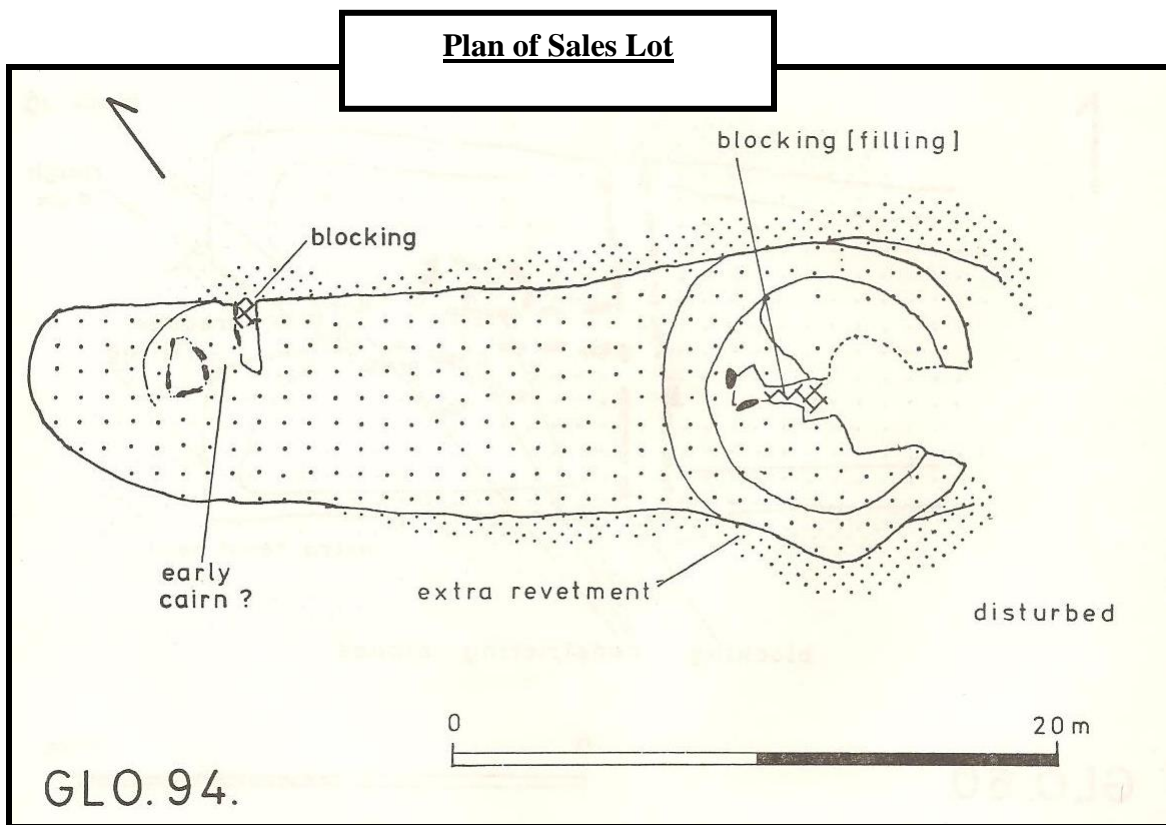 Plan of Sales Lot
blocking [filling]
blocking
early
cairn ?
extra revetment
disturbed
0
20 m
GLO. 94.